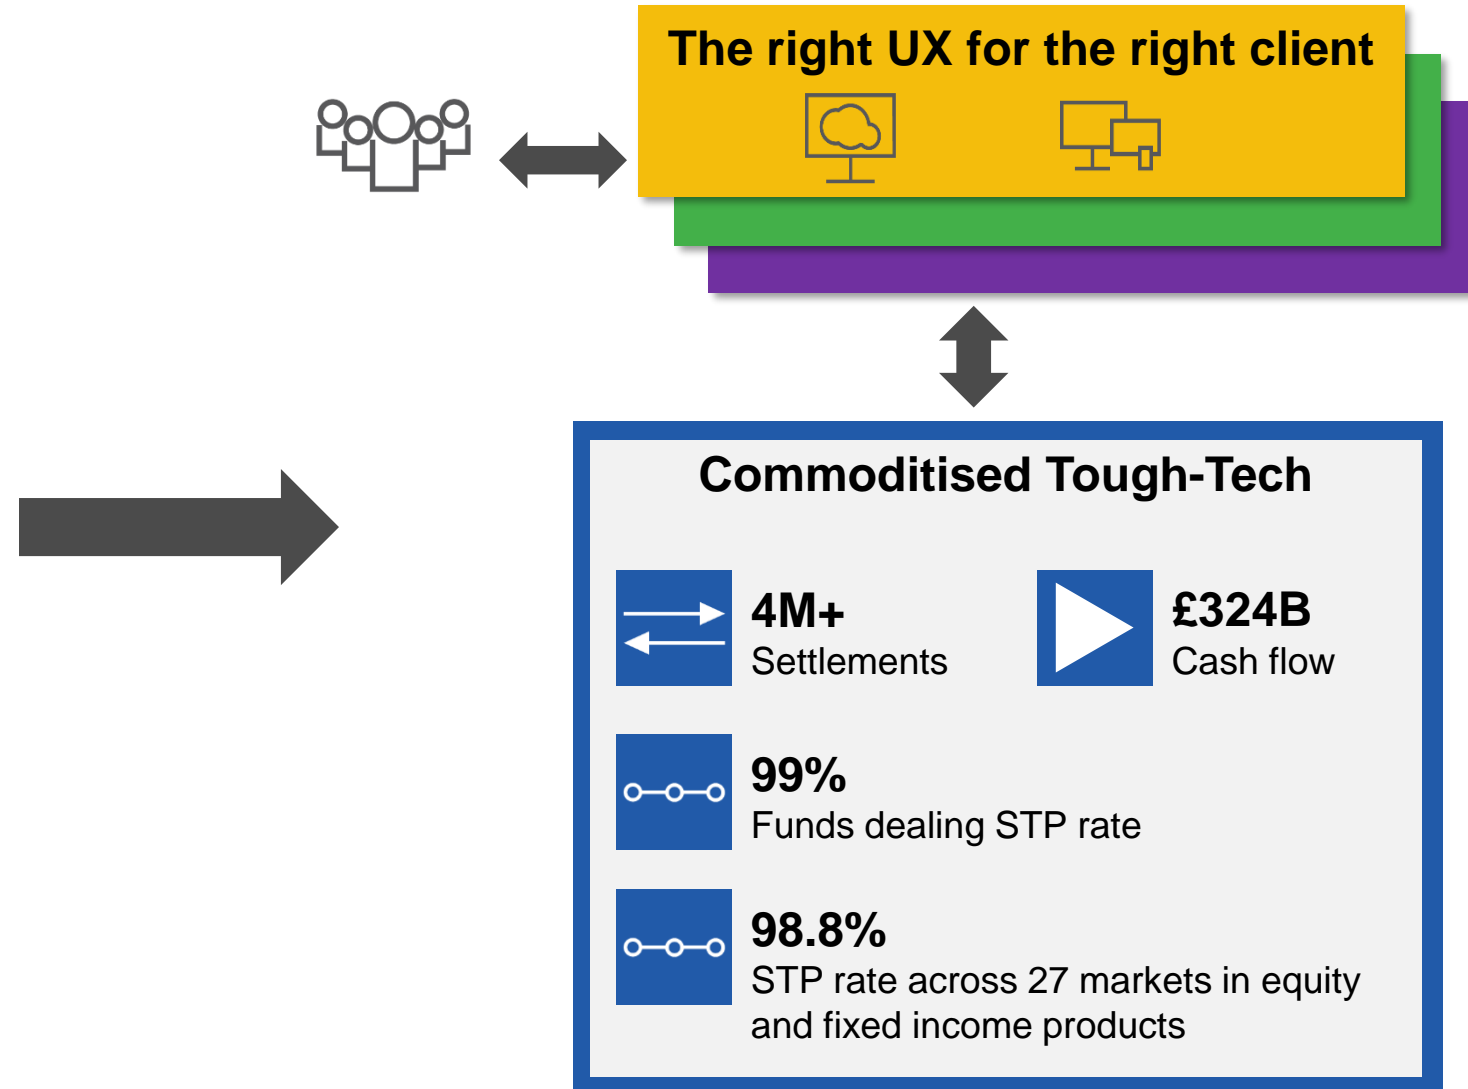 The right UX for the right client
Commoditised Tough-Tech
4M+
Settlements
£324B
Cash flow
99%
Funds dealing STP rate
98.8%
STP rate across 27 markets in equity
and fixed income products